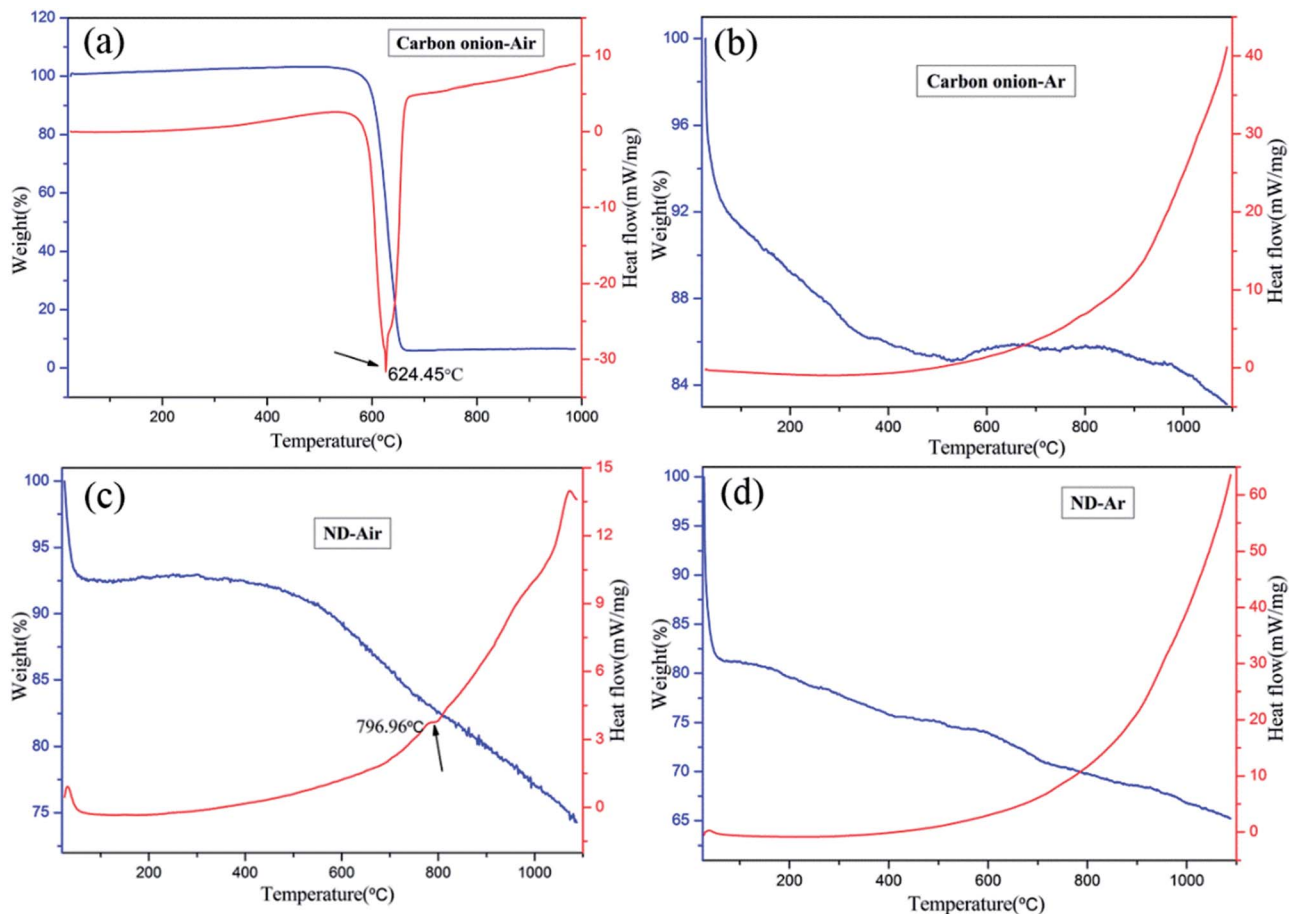 (a)
Carbon onion-Air
120
100
80
60
40
20
0
Weight(%)
10
0
-10
-20
-30
Heat flow(mW/mg)
624.45°C
200 400 600 800 1000
Temperature(°C)
(b)
Carbon onion-Ar
100
96
92
88
84
Weight(%)
40
30
20
10
0
Heat flow(mW/mg)
200 400 600 800 1000
Temperature(°C)
(c)
ND-Air
100
95
90
85
80
75
Weight(%)
15
12
9
6
3
0
Heat flow(mW/mg)
796.96°C
200 400 600 800 1000
Temperature(°C)
(d)
ND-Ar
100
95
90
85
80
75
70
65
Weight(%)
60
50
40
30
20
10
0
Heat flow(mW/mg)
200 400 600 800 1000
Temperature(°C)